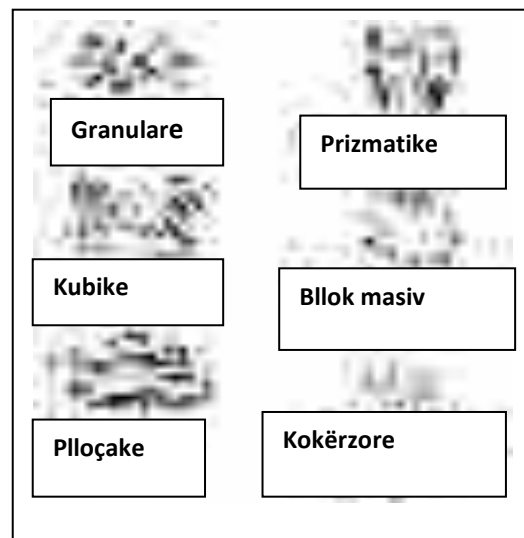 Granulare
Prizmatike
Kubike
Bllok masiv
Plloçake
Kokërzore